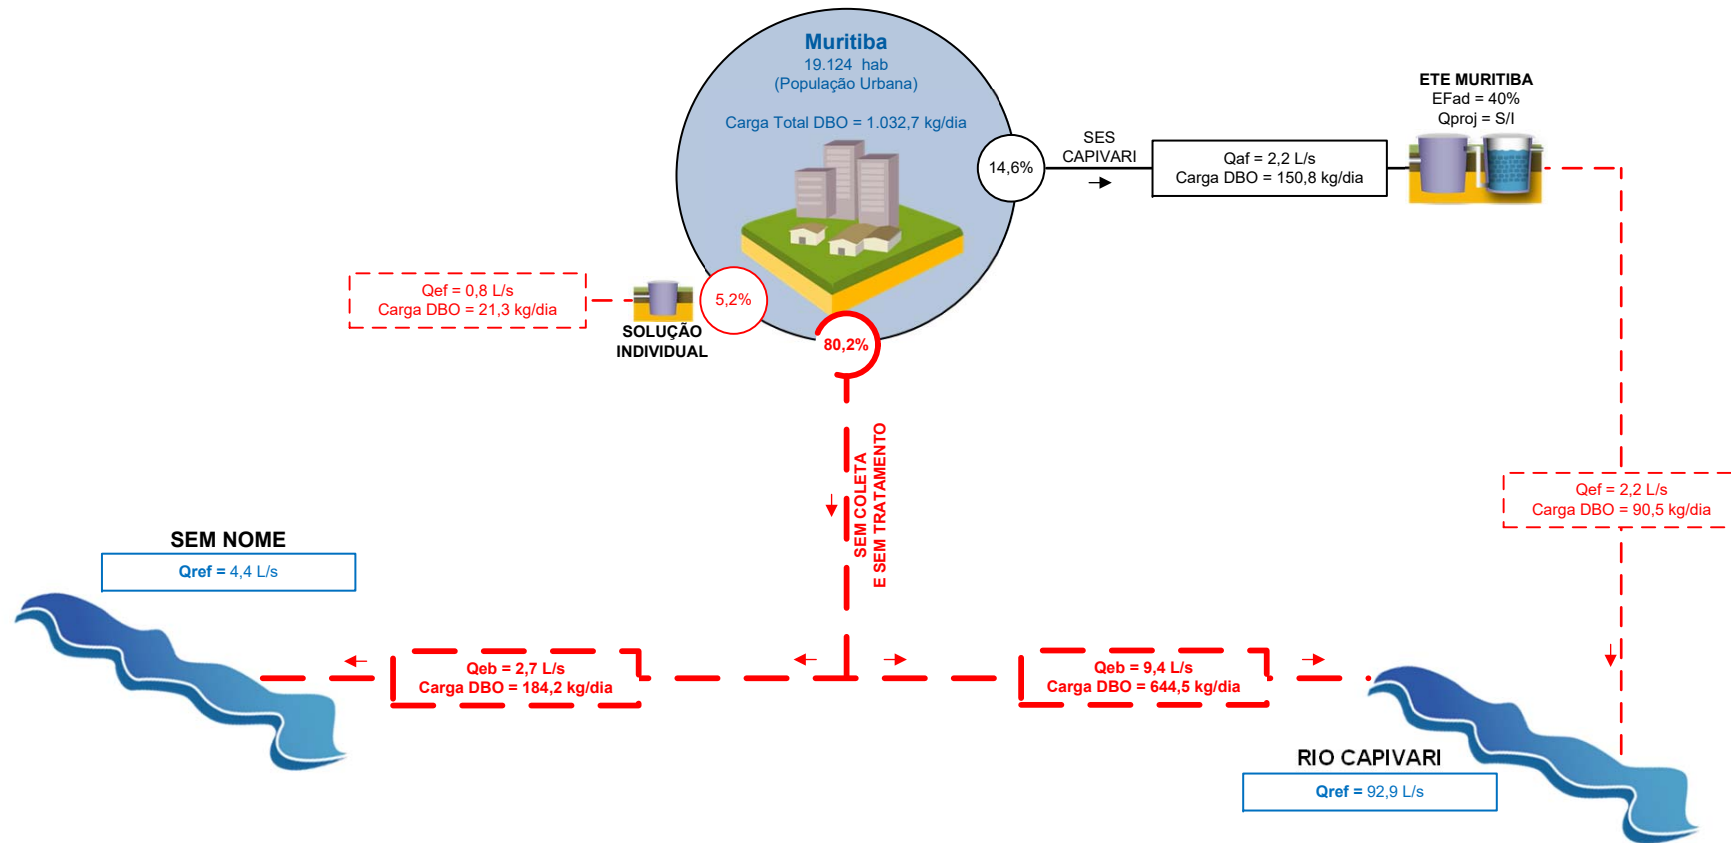 Muritiba
19.124 hab
(População Urbana)
Carga Total DBO = 1.032,7 kg/dia
14,6%
SES
CAPIVARI
Qaf = 2,2 L/s
Carga DBO = 150,8 kg/dia
ETE MURITIBA
EFad = 40%
Qproj = S/I
Qef = 0,8 L/s
Carga DBO = 21,3 kg/dia
SOLUÇÃO
INDIVIDUAL
5,2%
80,2%
SEM COLETA
E SEM TRATAMENTO
Qef = 2,2 L/s
Carga DBO = 90,5 kg/dia
SEM NOME
Qref = 4,4 L/s
Qeb = 2,7 L/s
Carga DBO = 184,2 kg/dia
Qeb = 9,4 L/s
Carga DBO = 644,5 kg/dia
RIO CAPIVARI
Qref = 92,9 L/s